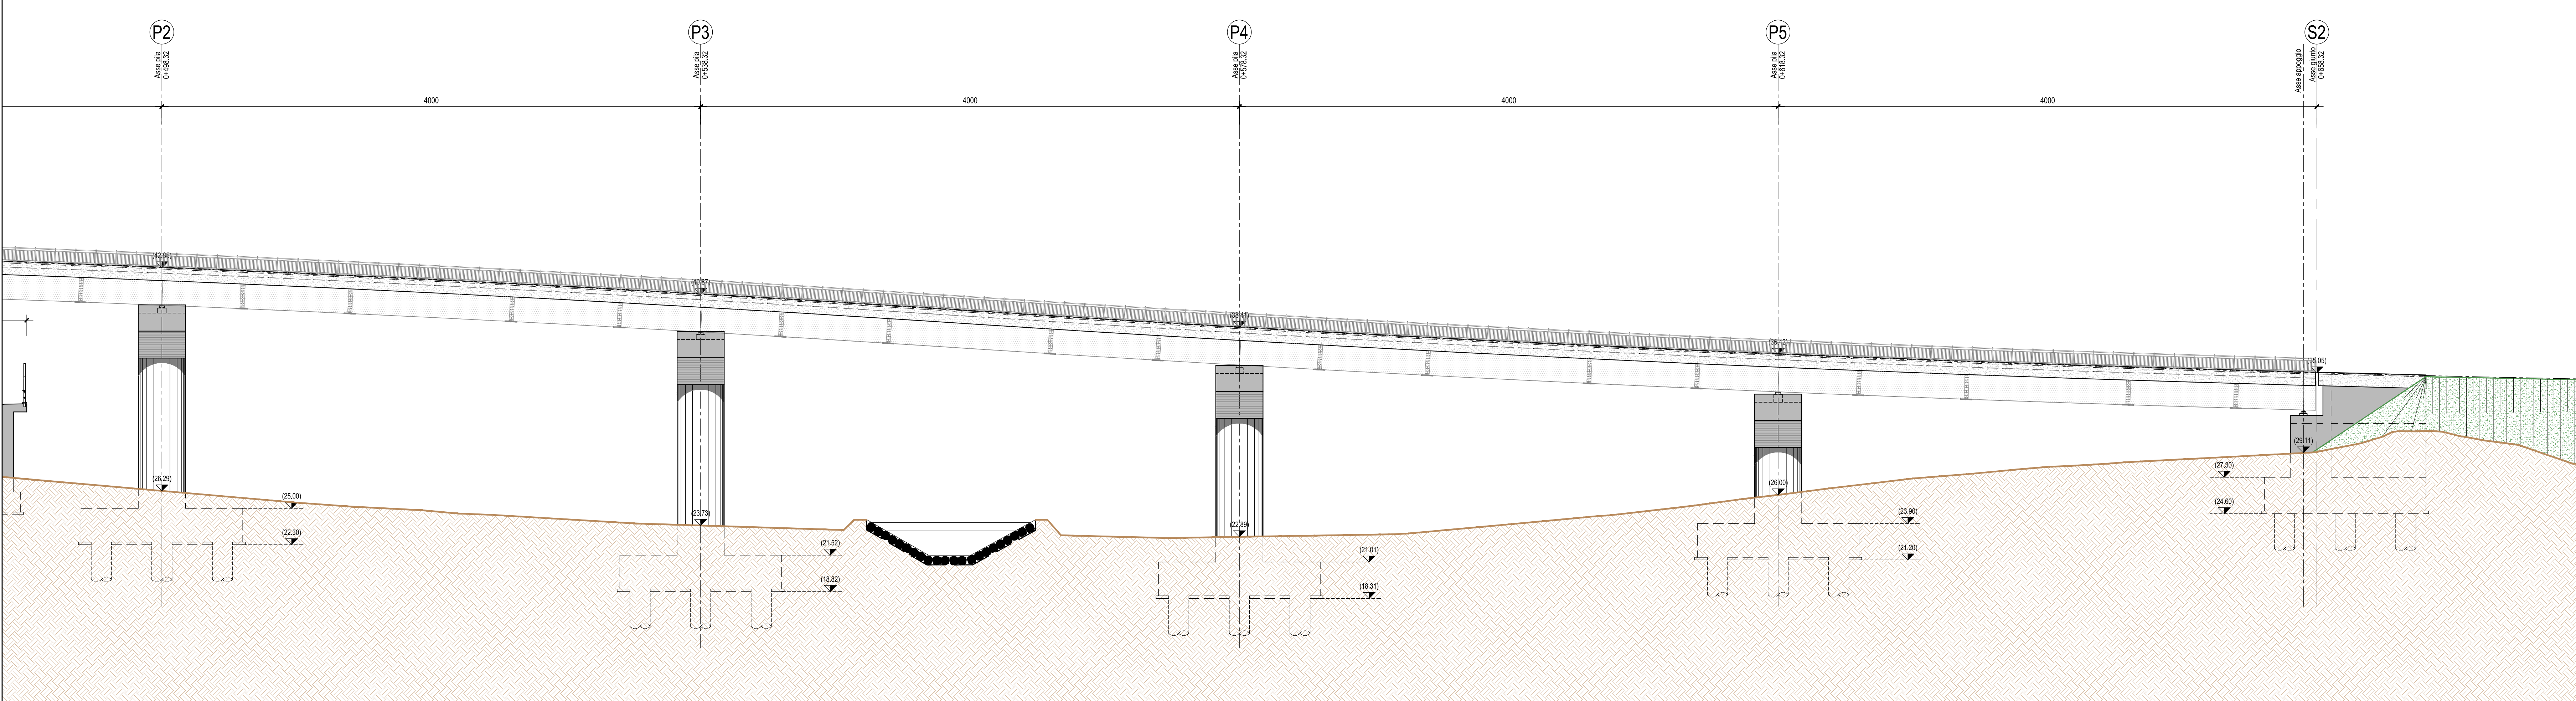 P2
P3
P4
P5
S2
Asse pila
0+498.32
Asse pila
0+538.32
Asse pila
0+578.32
Asse pila
0+618.32
Asse appoggio
Asse giunto
0+658.32
4000
4000
4000
4000
(42.88)
(40.87)
(38.41)
(36.42)
(35.05)
(26.29)
(25.00)
(22.30)
(23.73)
(21.52)
(18.82)
(22.89)
(21.01)
(18.31)
(26.00)
(23.90)
(21.20)
(29.11)
(27.30)
(24.60)